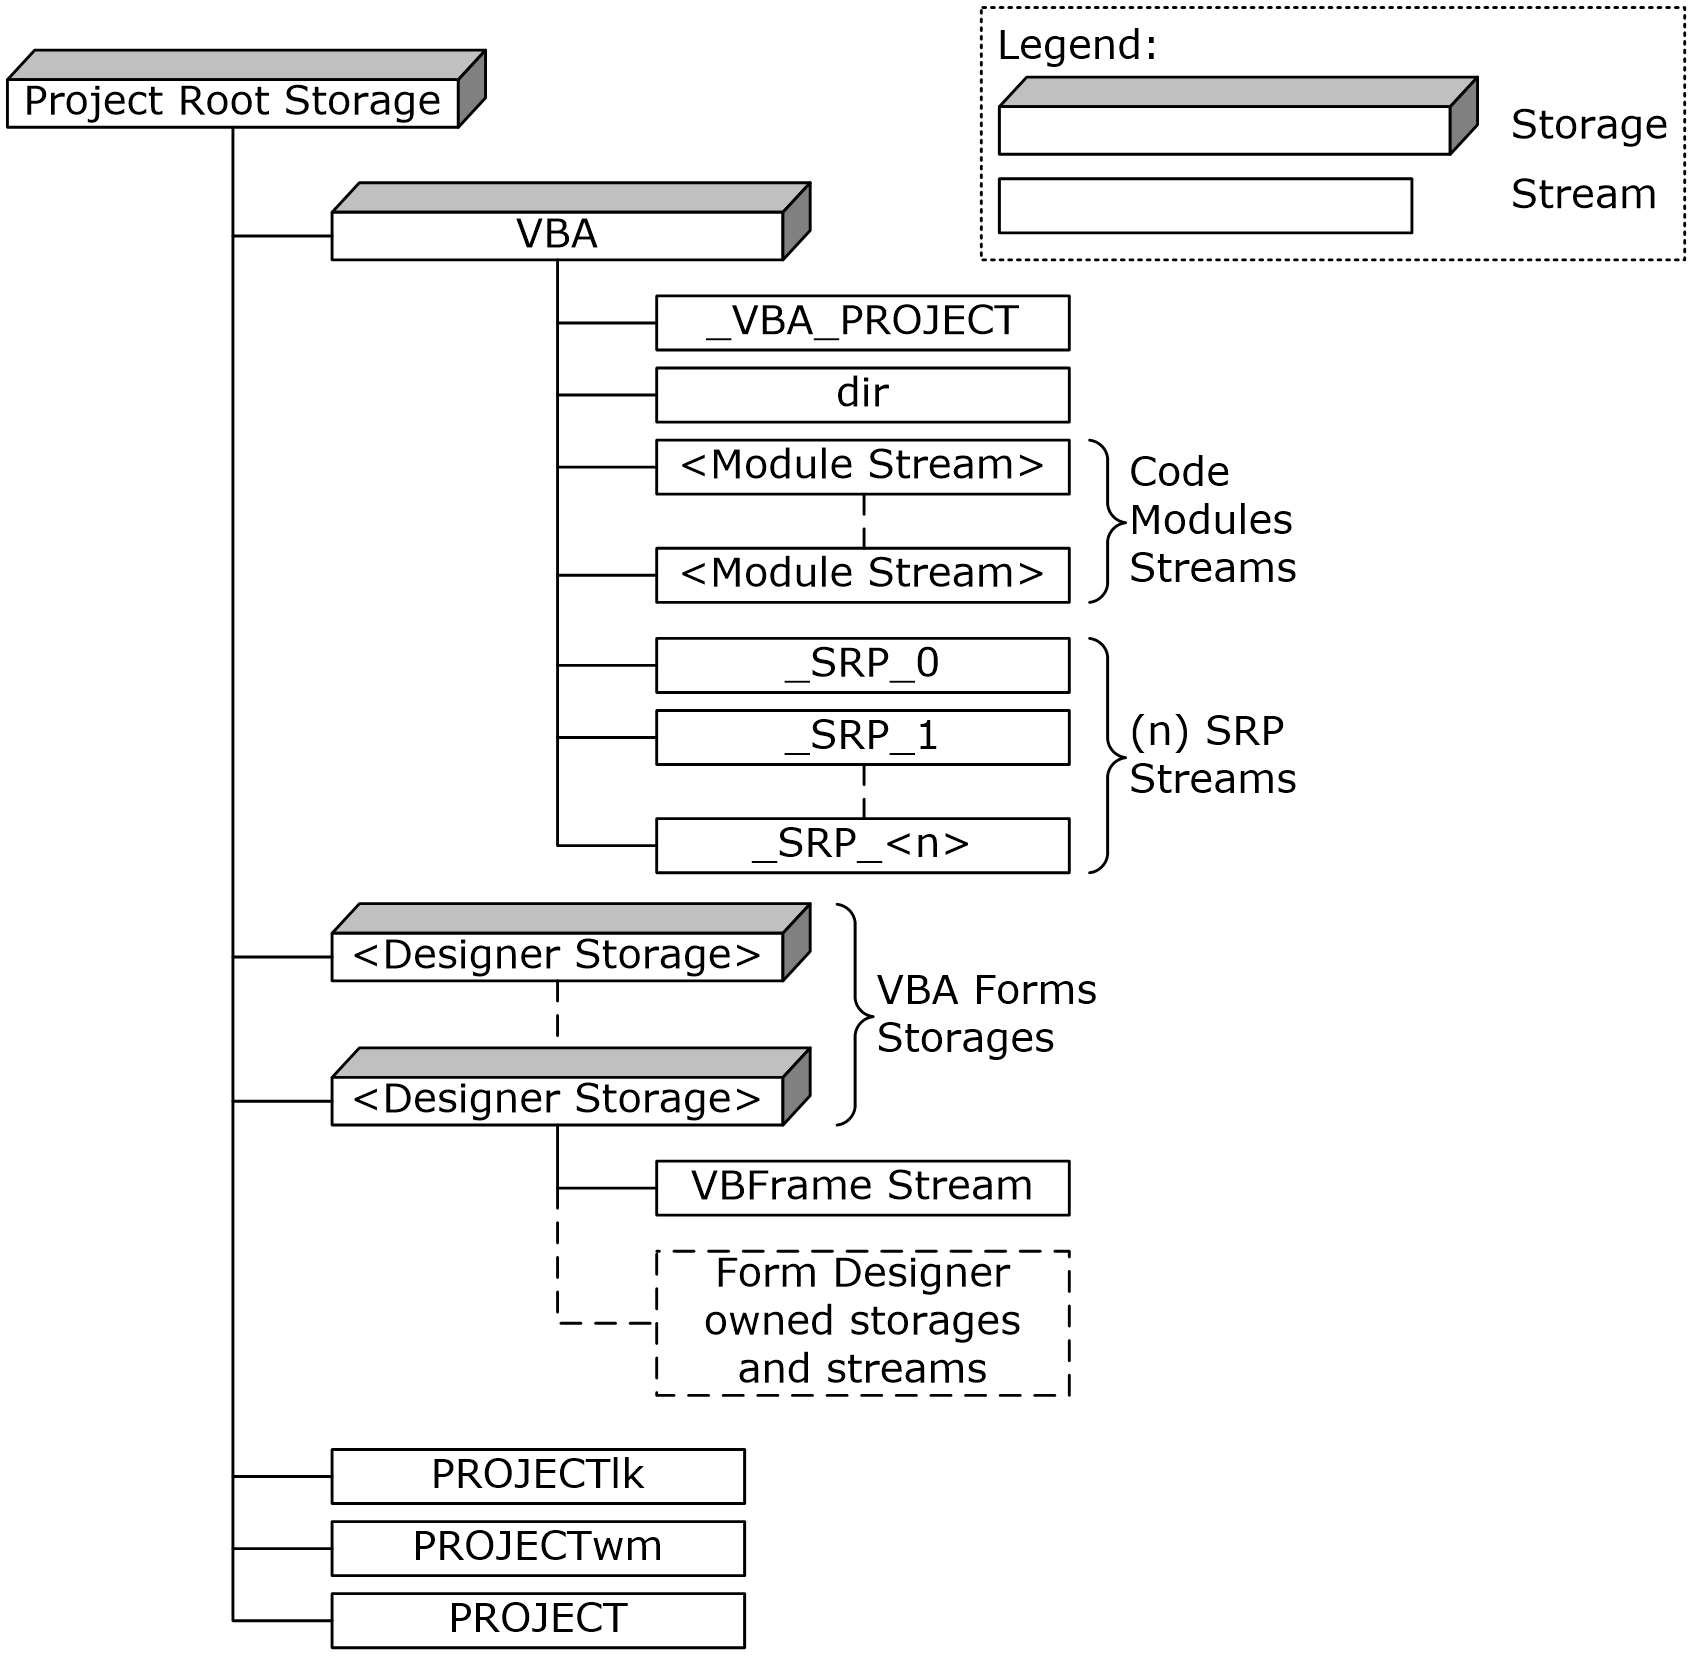 Project Root Storage
Legend:
Storage
Stream
VBA
_VBA_PROJECT
dir
<Module Stream>
<Module Stream>
Code
Modules
Streams
_SRP_0
_SRP_1
_SRP_<n>
(n) SRP
Streams
<Designer Storage>
<Designer Storage>
VBA Forms
Storages
VBFrame Stream
Form Designer
owned storages
and streams
PROJECTlk
PROJECTwm
PROJECT